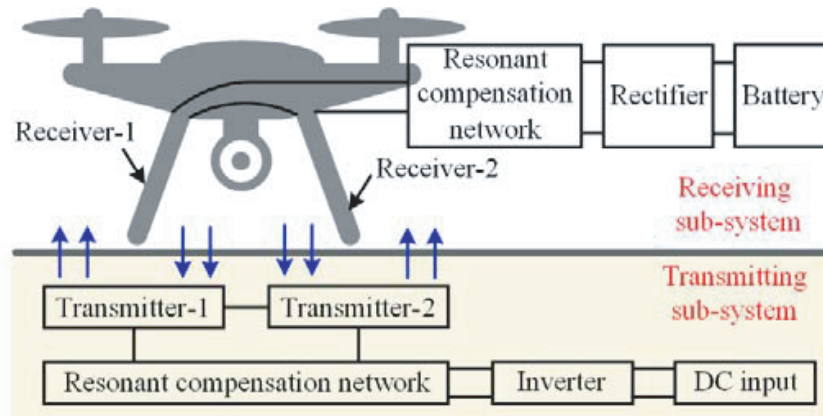 Resonant
compensation
network
Rectifier
Battery
Receiver-1
Receiver-2
Receiving
sub-system
Transmitting
sub-system
Transmitter-1
Transmitter-2
Resonant compensation network
Inverter
DC input